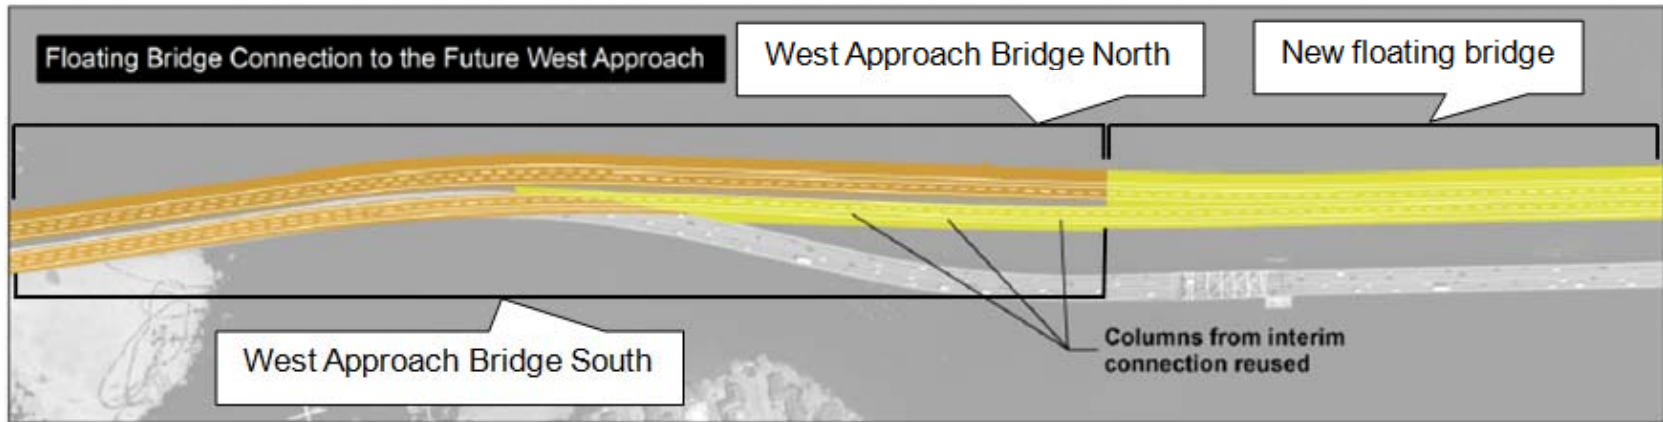 Floating Bridge Connection to the Future West Approach
West Approach Bridge North
New floating bridge
West Approach Bridge South
Columns from interim
connection reused